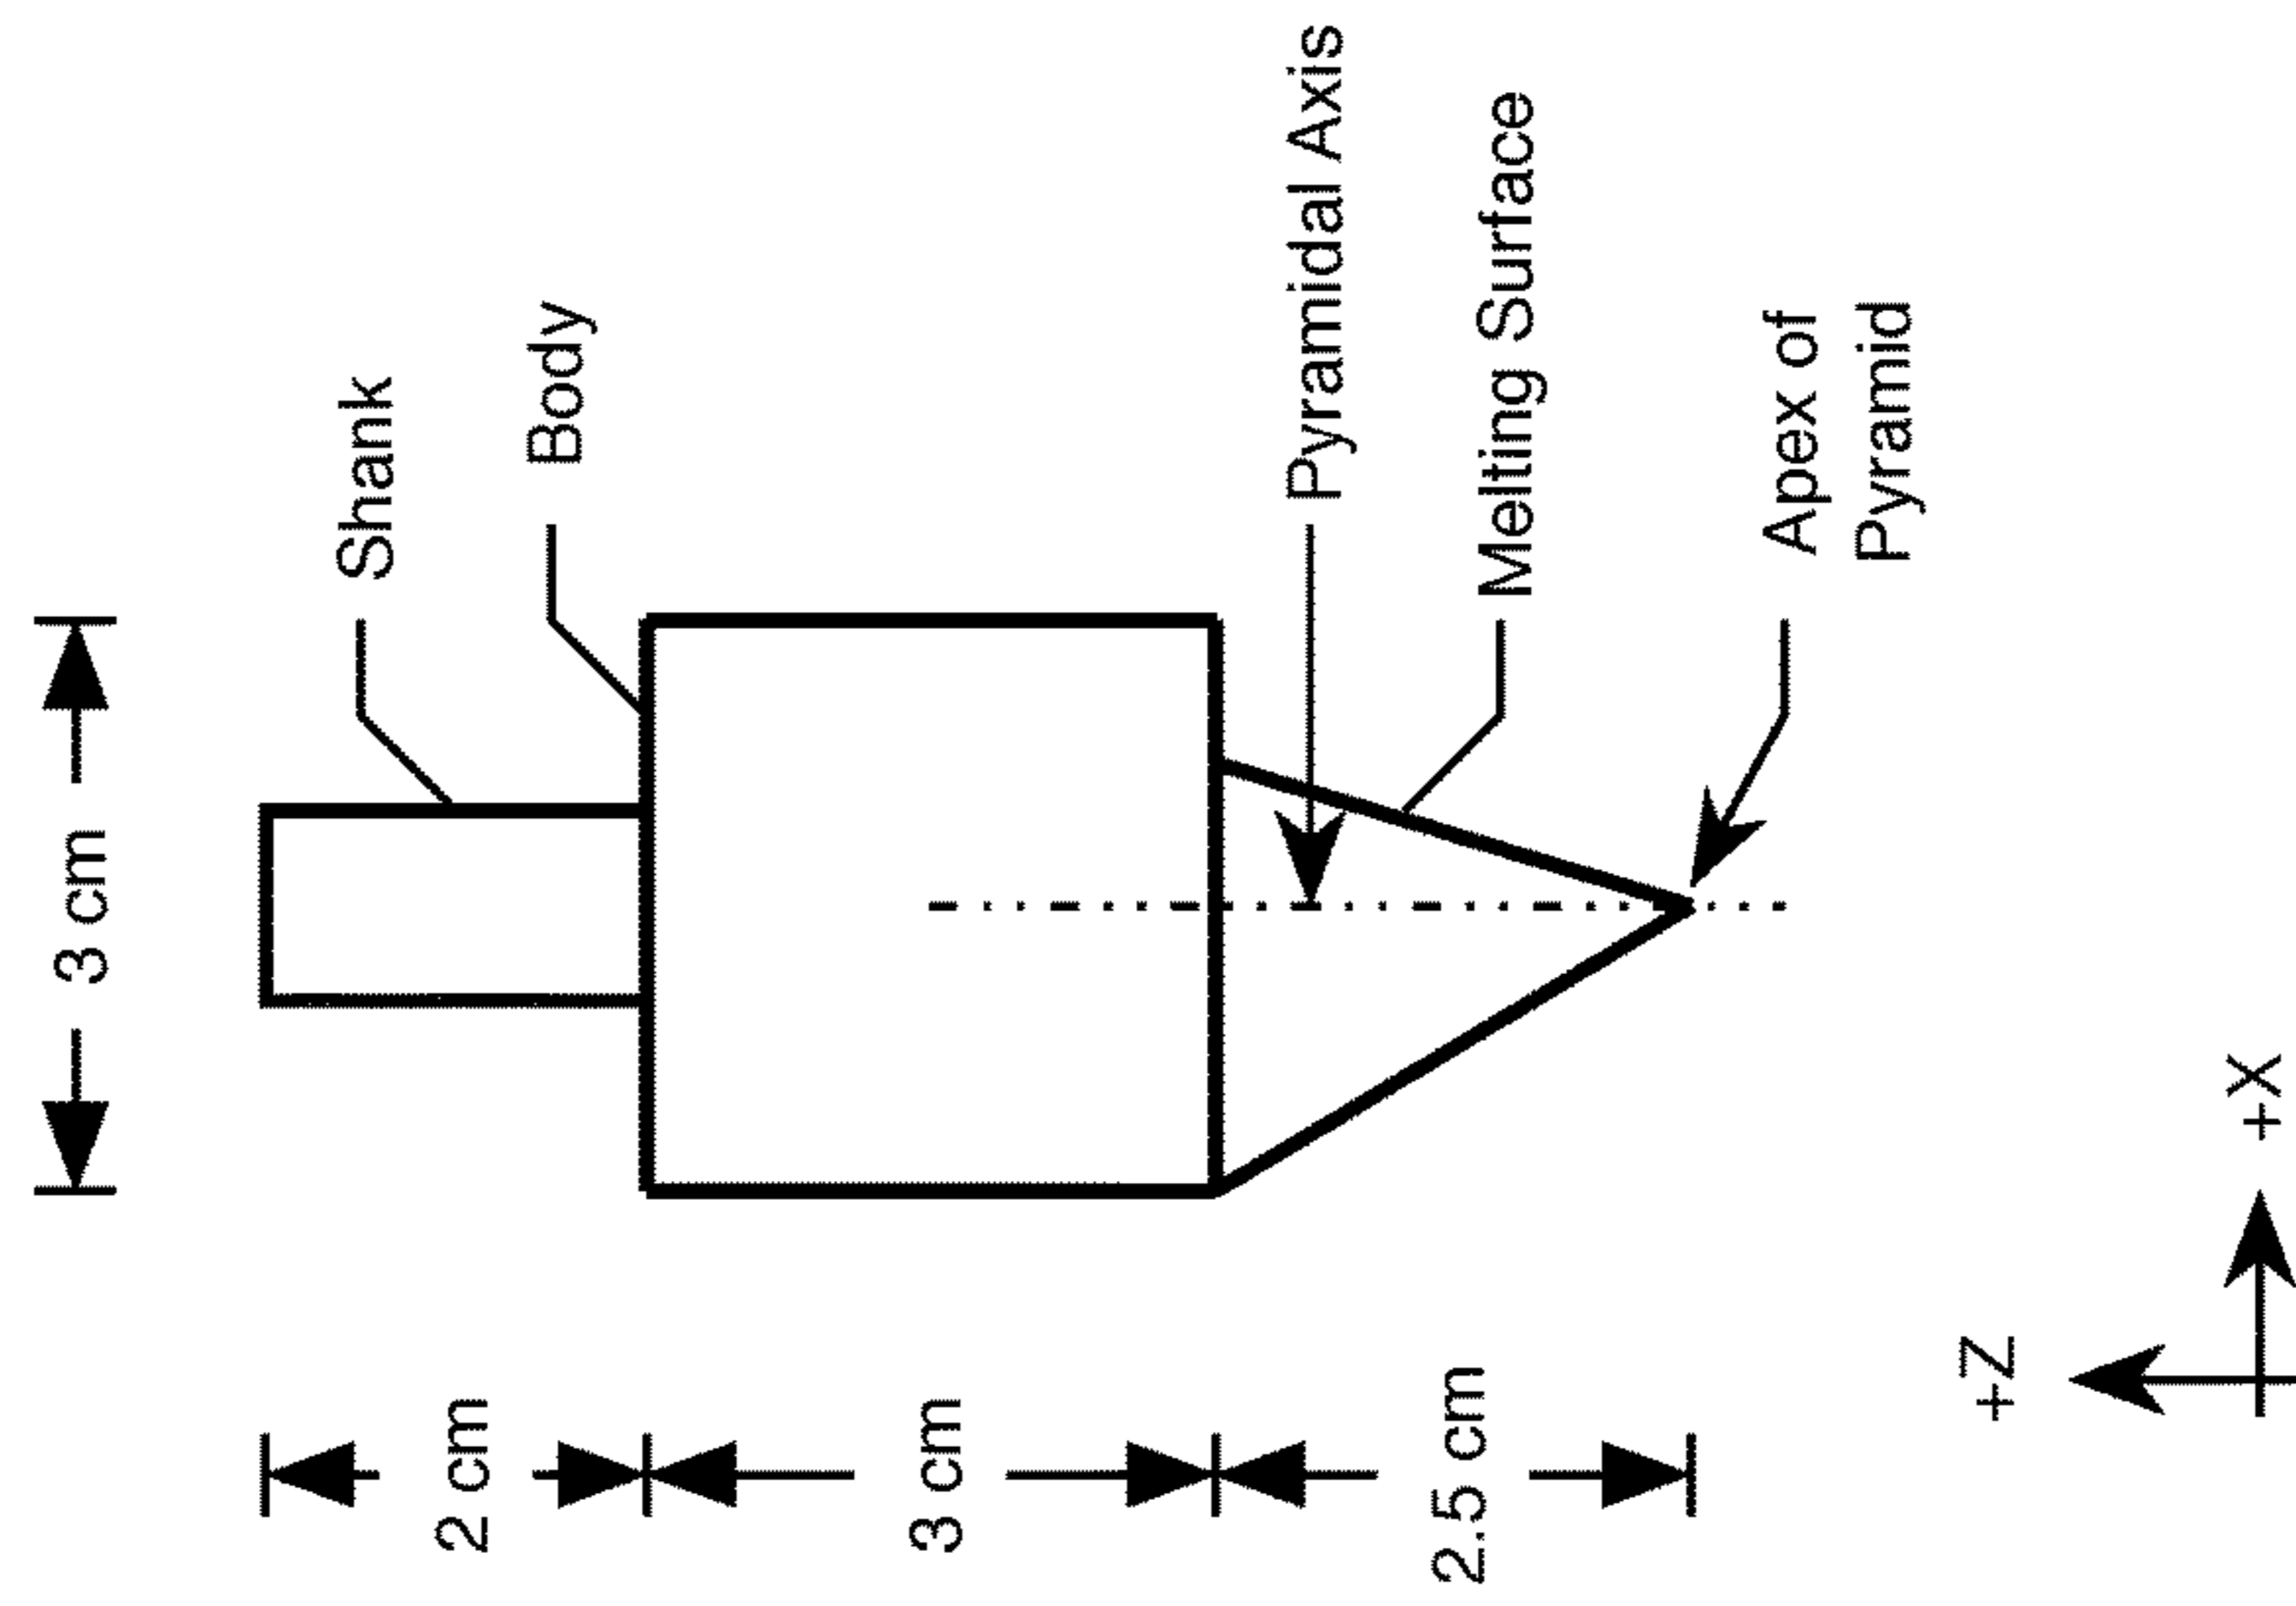 3 cm
Shank
Body
Pyramidal Axis
Melting Surface
Apex of
Pyramid
2 cm
3 cm
2.5 cm
+Z
+X